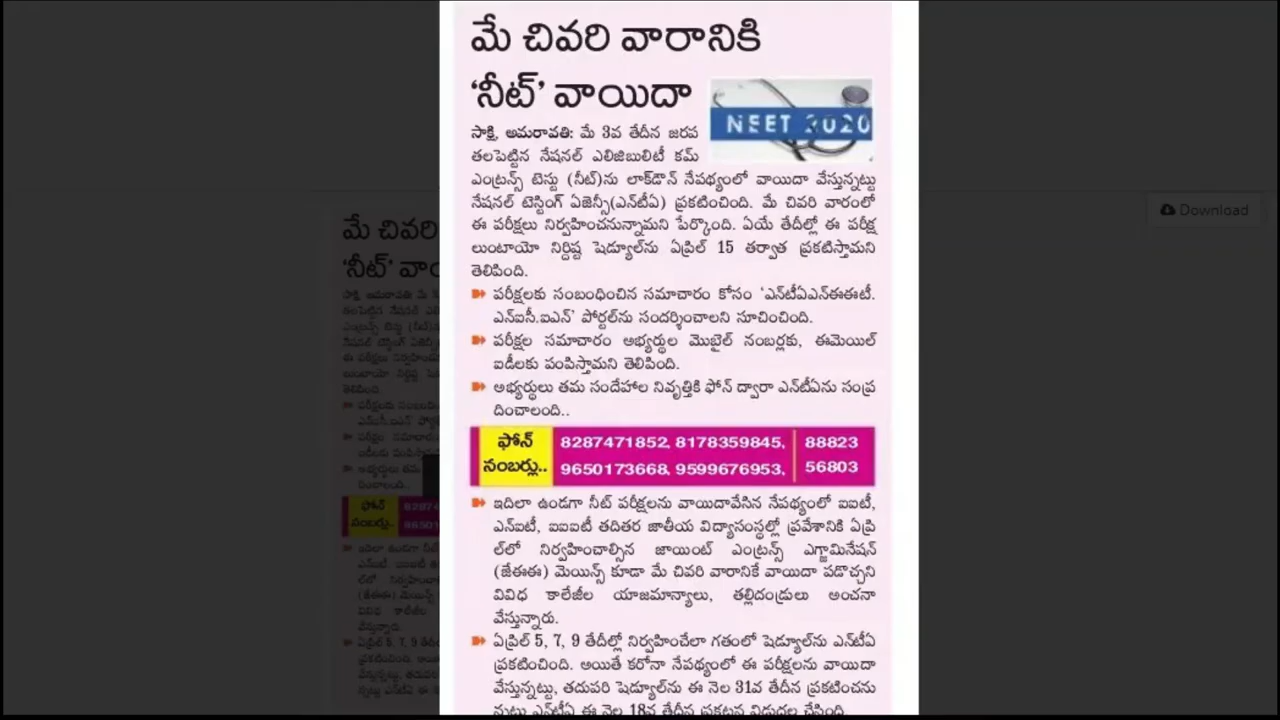 మే చివరి వారానికి
‘నీట్’ వాయిదా
NEET 2020
సాక్షి, అమరావతి: మే 3వ తేదీన జరప
తలపెట్టిన నేషనల్ ఎలిజిబులిటీ కమ్
ఎంట్రన్స్ టెస్టు (నీట్)ను లాక్‌డౌన్ నేపథ్యంలో వాయిదా వేస్తున్నట్టు
నేషనల్ టెస్టింగ్ ఏజెన్సీ(ఎన్‌టీఏ) ప్రకటించింది. మే చివరి వారంలో
ఈ పరీక్షలు నిర్వహించనున్నామని పేర్కొంది. ఏయే తేదీల్లో ఈ పరీక్ష
లుంటాయో నిర్దిష్ట షెడ్యూల్‌ను ఏప్రిల్ 15 తర్వాత ప్రకటిస్తామని
తెలిపింది.
పరీక్షలకు సంబంధించిన సమాచారం కోసం ‘ఎన్‌టీఏఎన్ఈఈటీ.
ఎన్ఐసీ.ఐఎన్’ పోర్టల్‌ను సందర్శించాలని సూచించింది.
పరీక్షల సమాచారం అభ్యర్థుల మొబైల్ నంబర్లకు, ఈమెయిల్
ఐడీలకు పంపిస్తామని తెలిపింది.
అభ్యర్థులు తమ సందేహాల నివృత్తికి ఫోన్ ద్వారా ఎన్‌టీఏను సంప్ర
దించాలంది..
ఫోన్
నంబర్లు..
8287471852, 8178359845, 88823
9650173668, 9599676953, 56803
ఇదిలా ఉండగా నీట్ పరీక్షలను వాయిదావేసిన నేపథ్యంలో ఐఐటీ,
ఎన్ఐటీ, ఐఐఐటీ తదితర జాతీయ విద్యాసంస్థల్లో ప్రవేశానికి ఏప్రి
ల్‌లో నిర్వహించాల్సిన జాయింట్ ఎంట్రన్స్ ఎగ్జామినేషన్
(జేఈఈ) మెయిన్స్ కూడా మే చివరి వారానికే వాయిదా పడొచ్చని
వివిధ కాలేజీల యాజమాన్యాలు, తల్లిదండ్రులు అంచనా
వేస్తున్నారు.
ఏప్రిల్ 5, 7, 9 తేదీల్లో నిర్వహించేలా గతంలో షెడ్యూల్‌ను ఎన్‌టీఏ
ప్రకటించింది. అయితే కరోనా నేపథ్యంలో ఈ పరీక్షలను వాయిదా
వేస్తున్నట్టు, తదుపరి షెడ్యూల్‌ను ఈ నెల 31వ తేదీన ప్రకటించను
న్నట్టు ఎన్‌టీఏ ఈ నెల 18వ తేదీన ప్రకటన విడుదల చేసింది.
Download